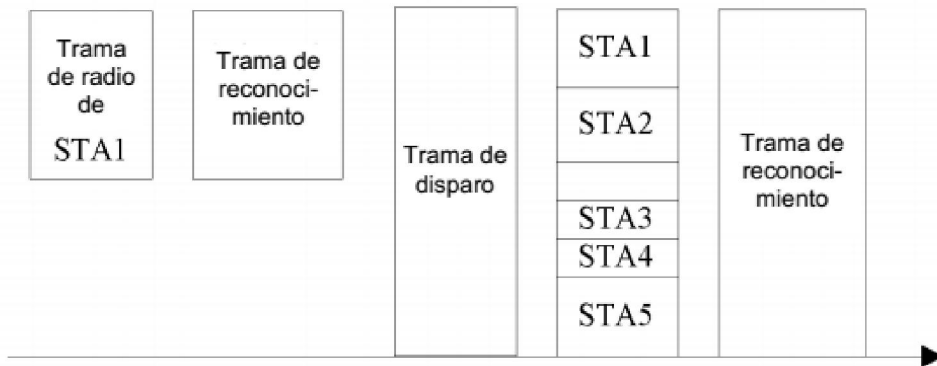 Trama
de radio
de
STA1
Trama de
reconoci-
miento
Trama de
disparo
STA1
STA2
STA3
STA4
STA5
Trama de
reconoci-
miento